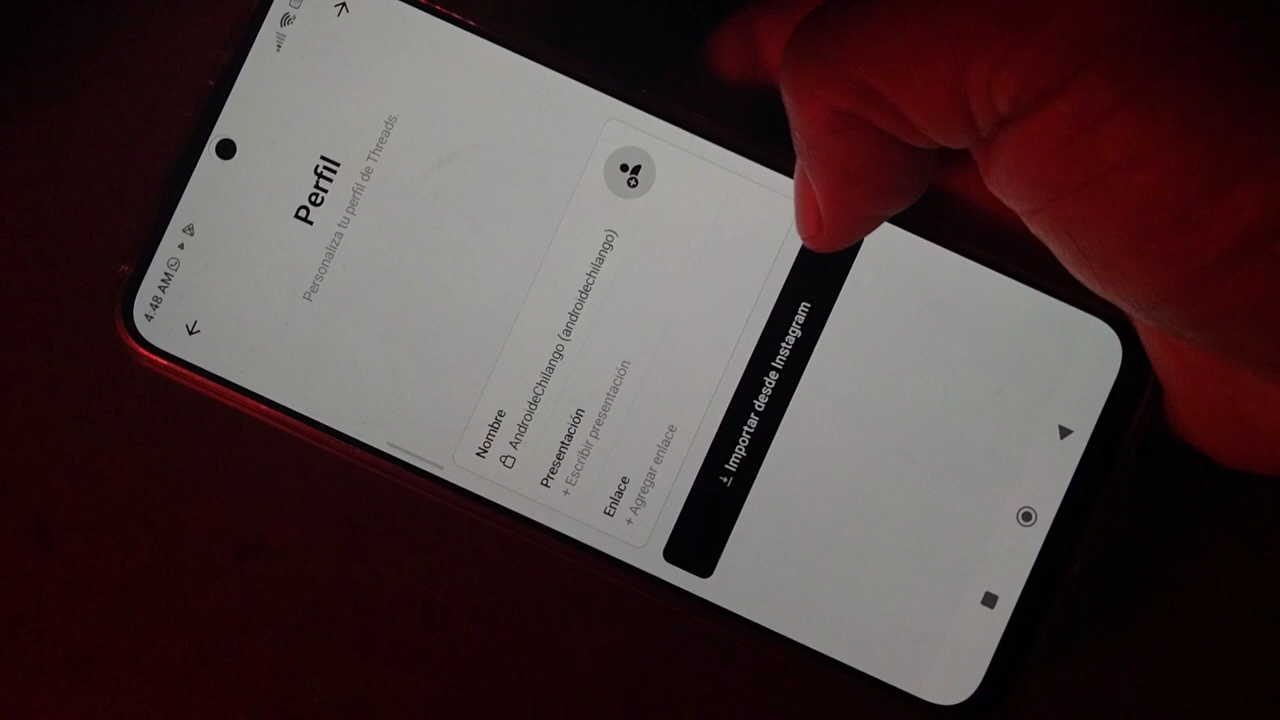 4:48 AM
Perfil
Personaliza tu perfil de Threads.
Nombre
AndroideChilango (androidechilango)
Presentación
+ Escribir presentación
Enlace
+ Agregar enlace
Importar desde Instagram